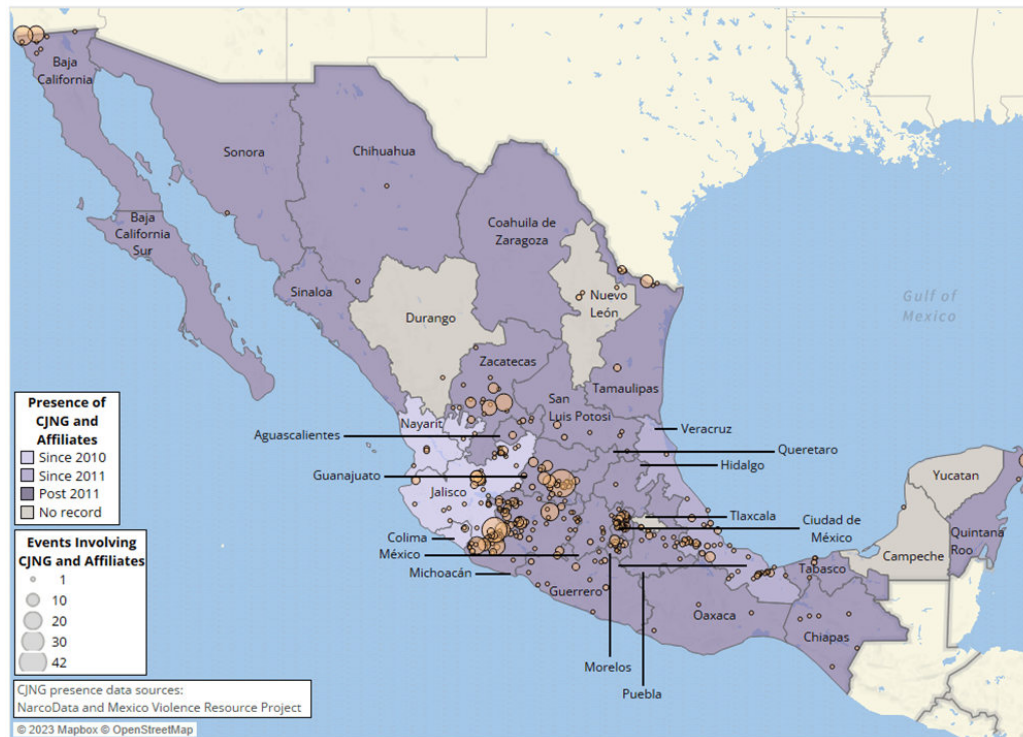 Baja
California
Sonora
Chihuahua
Coahuila de
Zaragoza
Baja
California
Sur
Sinaloa
Nuevo
León
Durango
Gulf of
Mexico
Zacatecas
Tamaulipas
San
Luis Potosi
Nayarit
Aguascalientes
Veracruz
Queretaro
Hidalgo
Guanajuato
Jalisco
Yucatan
Tlaxcala
Colima
Ciudad de
México
Quintana
Roo
México
Campeche
Michoacán
Tabasco
Guerrero
Oaxaca
Chiapas
Morelos
Puebla
Presence of
CJNG and
Affiliates
Since 2010
Since 2011
Post 2011
No record
Events Involving
CJNG and Affiliates
1
10
20
30
42
CJNG presence data sources:
NarcoData and Mexico Violence Resource Project
© 2023 Mapbox © OpenStreetMap